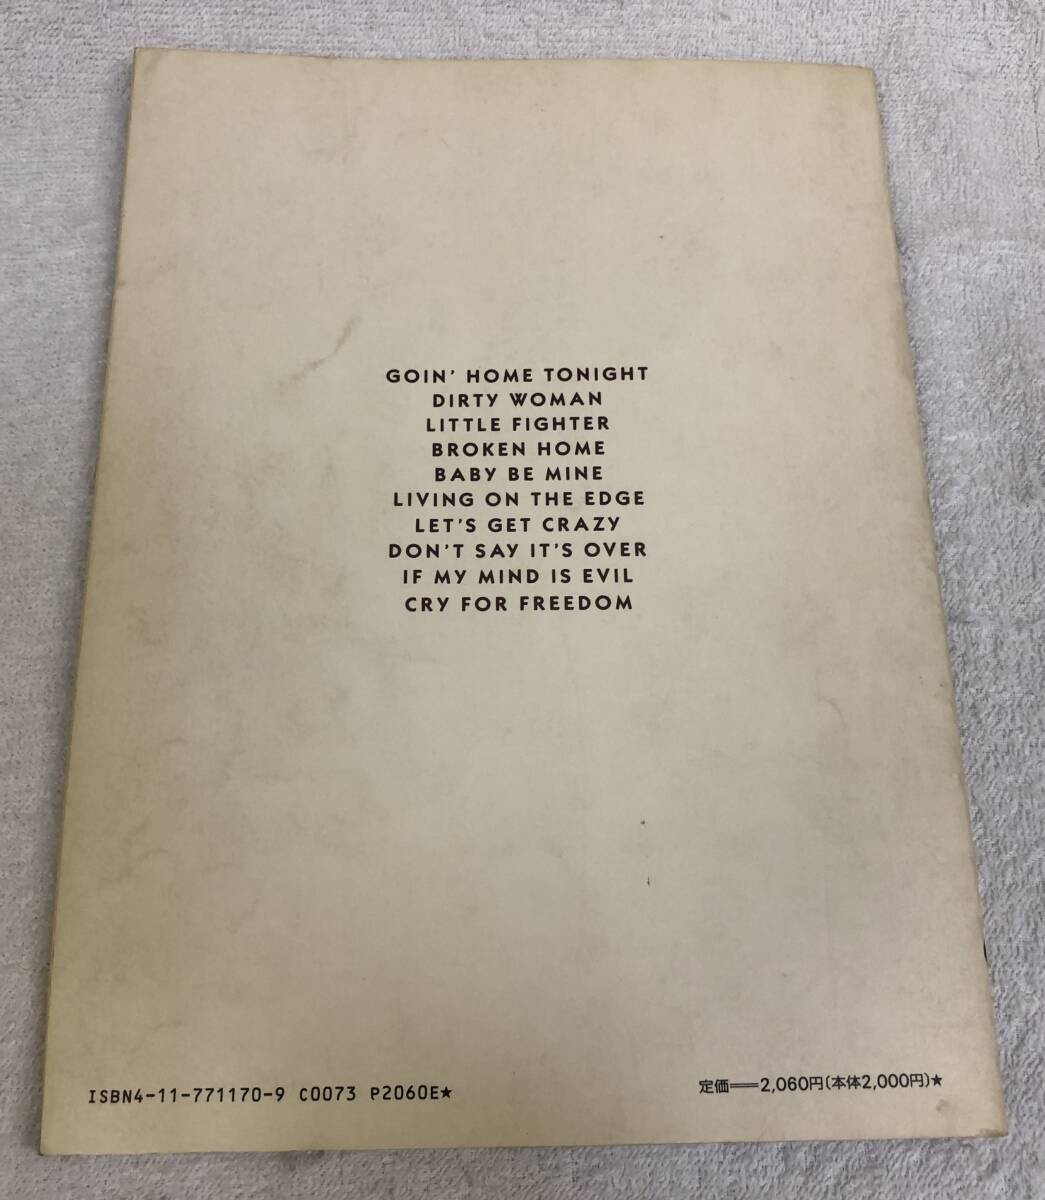 GOIN' HOME TONIGHT
DIRTY WOMAN
LITTLE FIGHTER
BROKEN HOME
BABY BE MINE
LIVING ON THE EDGE
LET'S GET CRAZY
DON'T SAY IT'S OVER
IF MY MIND IS EVIL
CRY FOR FREEDOM
ISBN4-11-771170-9 C0073 P2060E★
定価══2,060円(本体2,000円)★